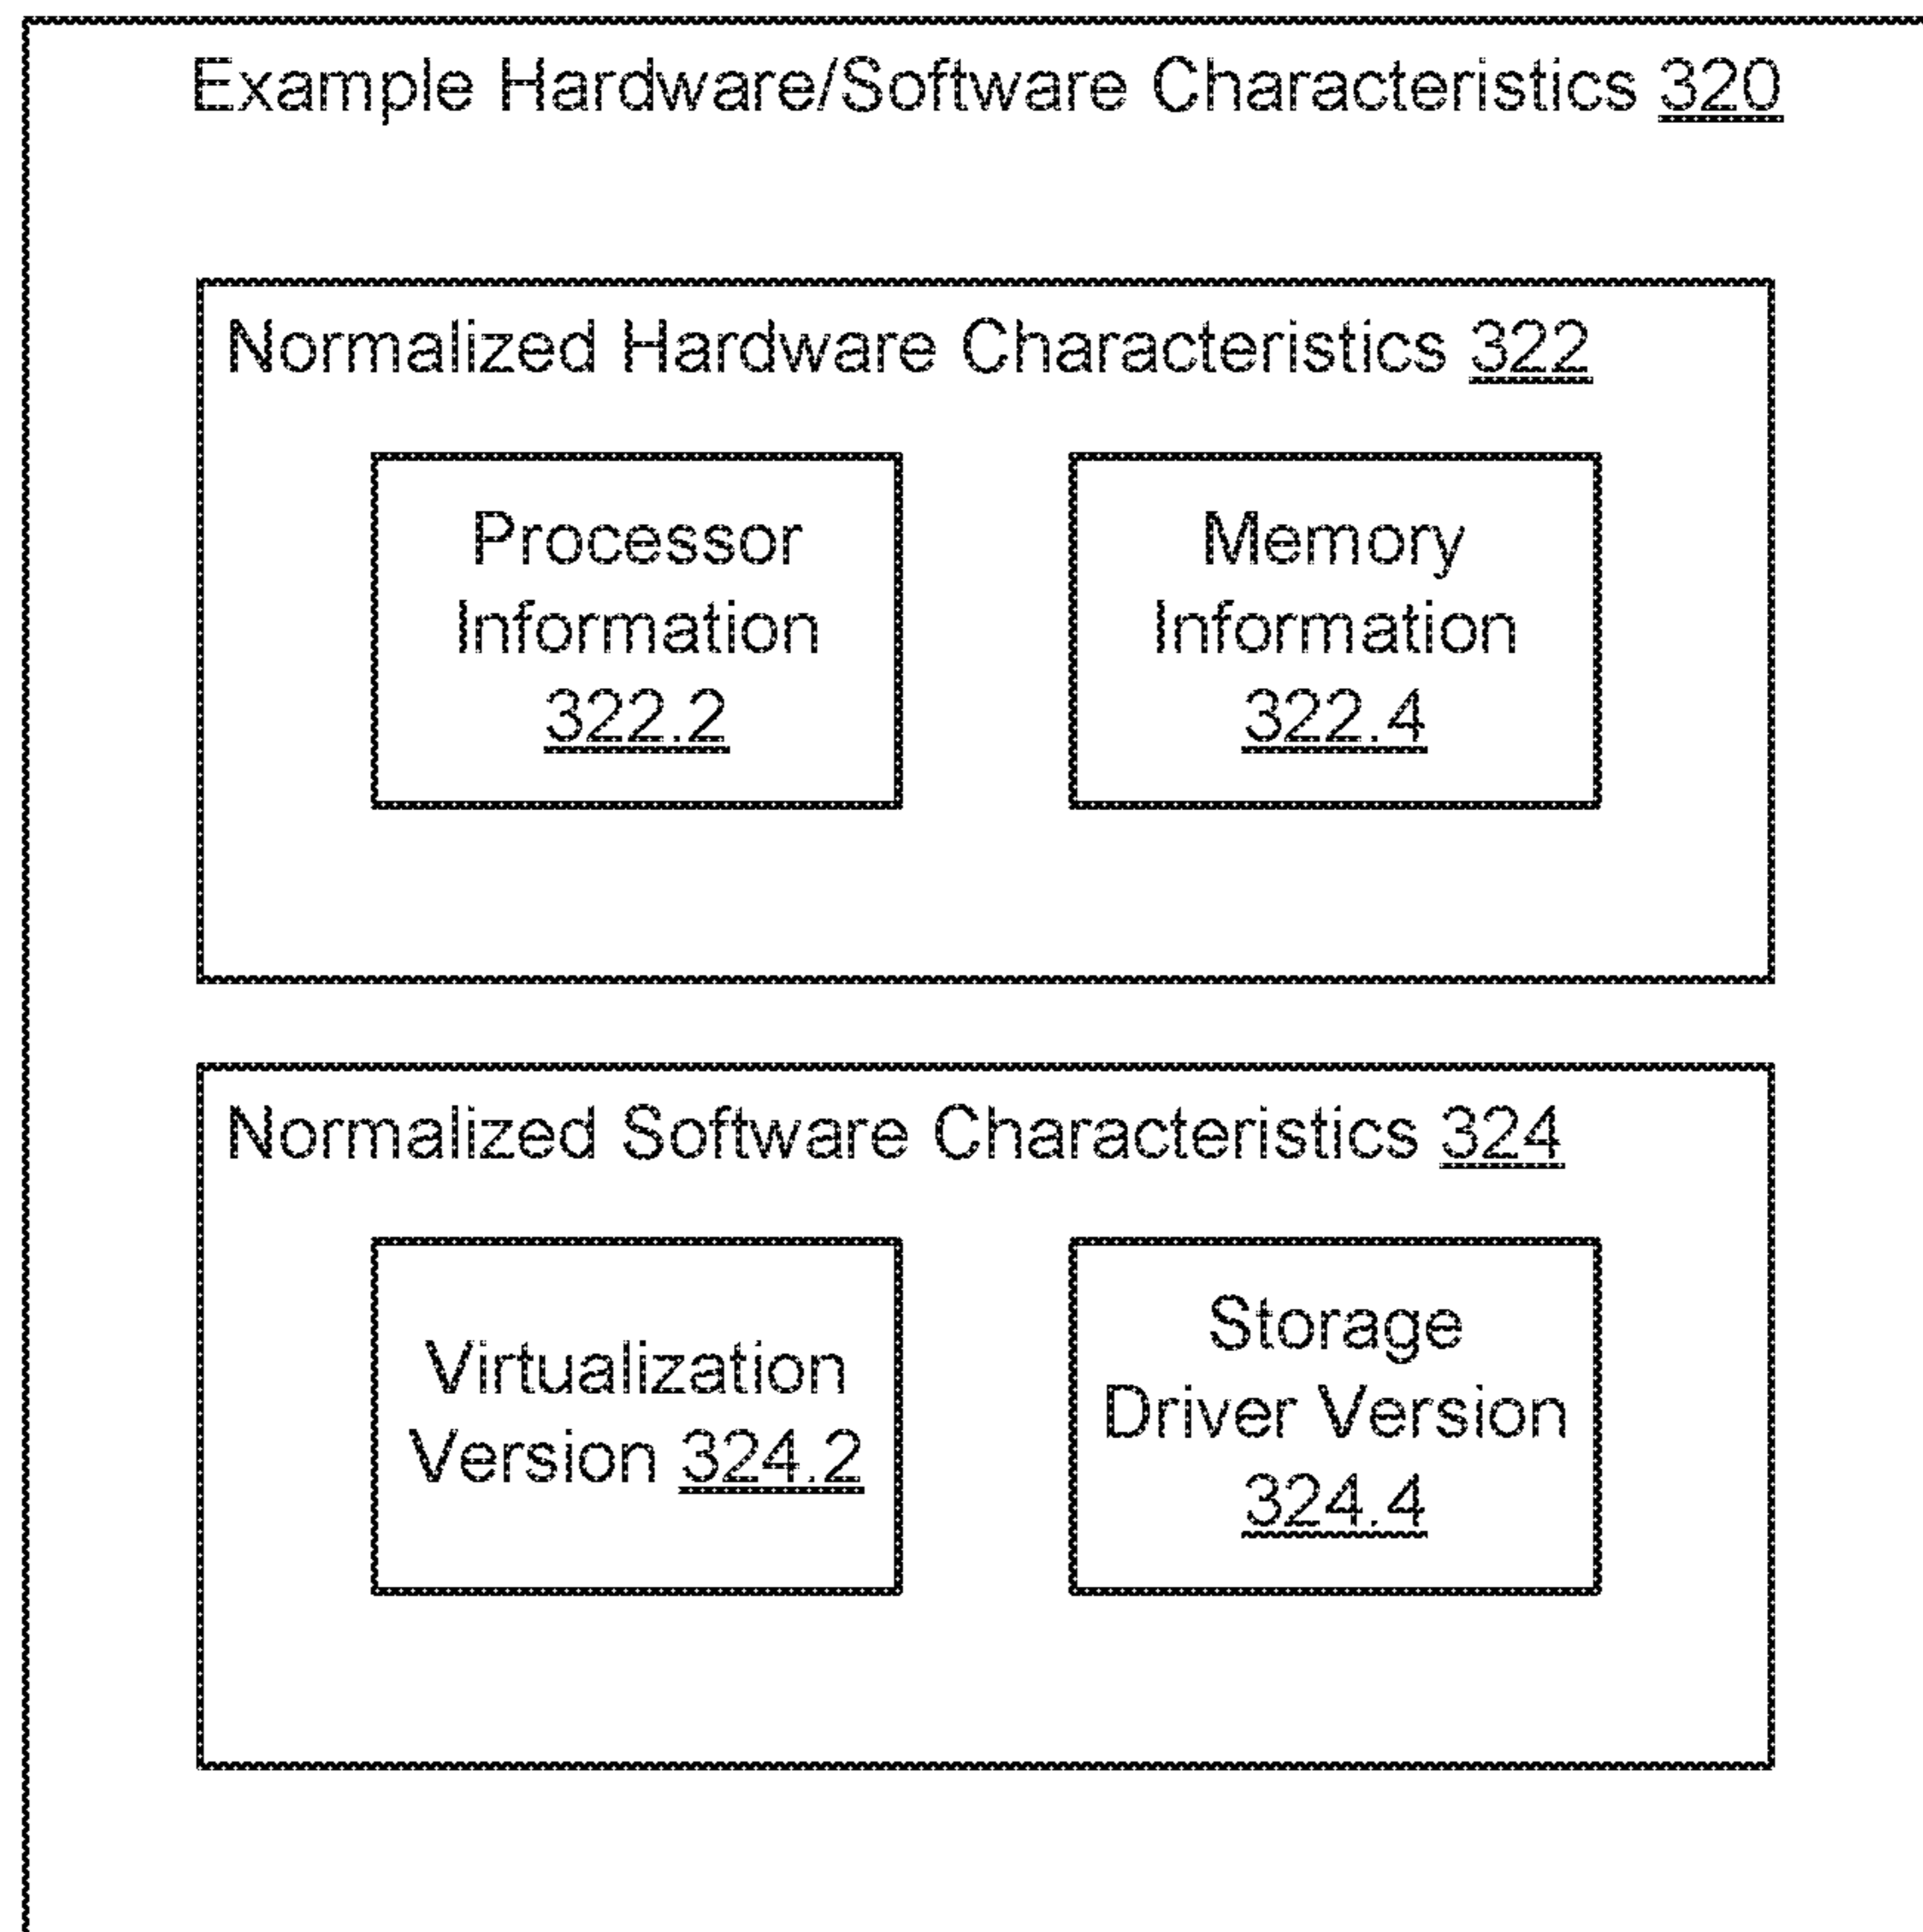 Example Hardware/Software Characteristics 320
Normalized Hardware Characteristics 322
Processor
Information
322.2
Memory
Information
322.4
Normalized Software Characteristics 324
Virtualization
Version 324.2
Storage
Driver Version
324.4